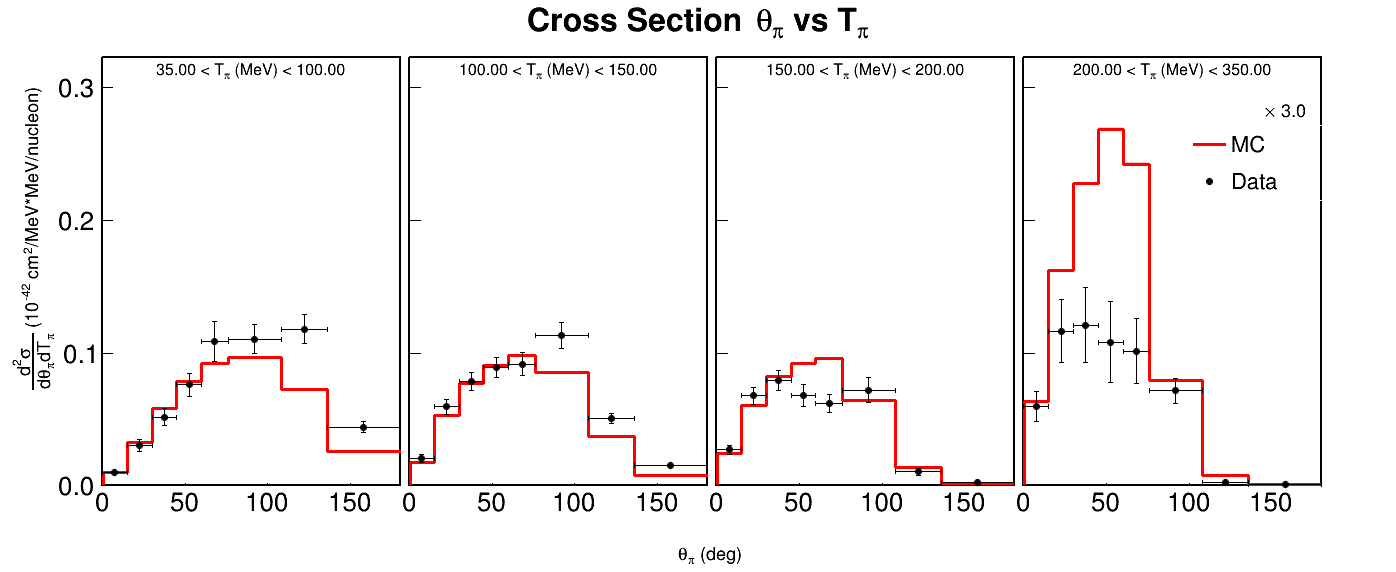 Cross Section θπ vs Tπ
35.00 < Tπ (MeV) < 100.00
100.00 < Tπ (MeV) < 150.00
150.00 < Tπ (MeV) < 200.00
200.00 < Tπ (MeV) < 350.00
× 3.0
MC
Data
d²σ/dθπdTπ (10⁻⁴² cm²/MeV*MeV/nucleon)
0.3
0.2
0.1
0.0
0 50 100 150
0 50 100 150
0 50 100 150
0 50 100 150
θπ (deg)